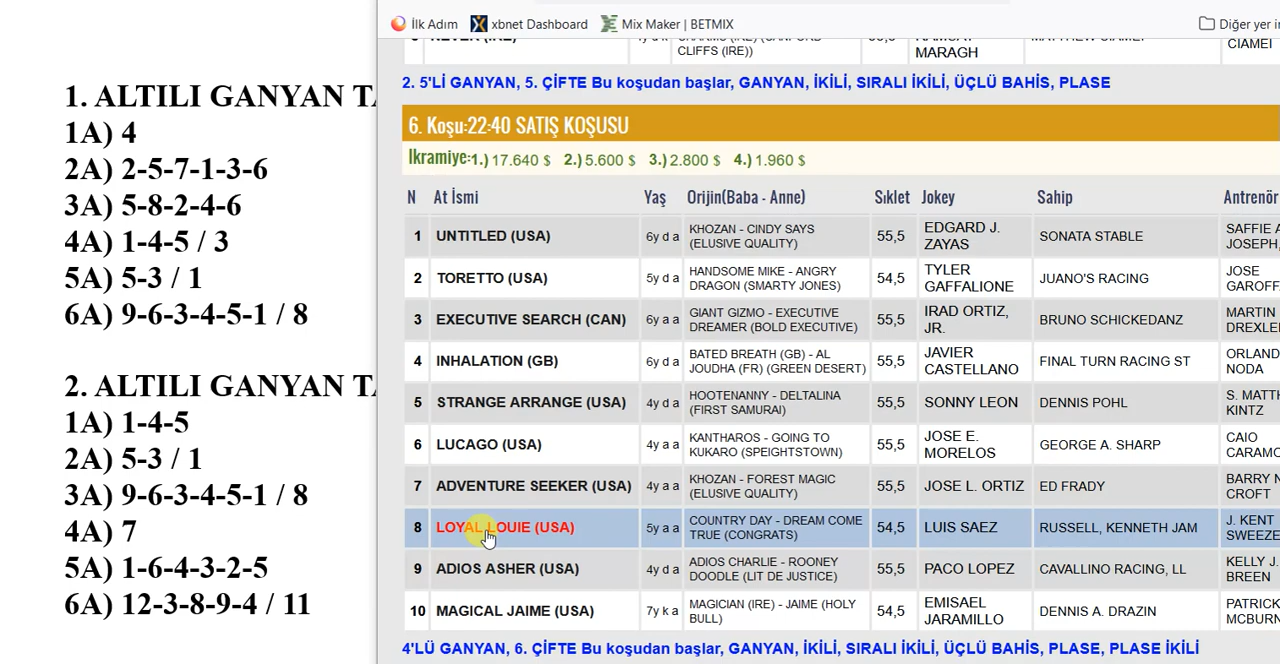 İlk Adım xbnet Dashboard Mix Maker | BETMIX Diğer yer
CLIFFS (IRE)) MARAGH CIAMEI
1. ALTILI GANYAN
1A) 4
2A) 2-5-7-1-3-6
3A) 5-8-2-4-6
4A) 1-4-5 / 3
5A) 5-3 / 1
6A) 9-6-3-4-5-1 / 8
2. ALTILI GANYAN
1A) 1-4-5
2A) 5-3 / 1
3A) 9-6-3-4-5-1 / 8
4A) 7
5A) 1-6-4-3-2-5
6A) 12-3-8-9-4 / 11
2. 5'Lİ GANYAN, 5. ÇİFTE Bu koşudan başlar, GANYAN, İKİLİ, SIRALI İKİLİ, ÜÇLÜ BAHİS, PLASE
6. Koşu:22:40 SATIŞ KOŞUSU
İkramiye:1.) 17.640 $ 2.) 5.600 $ 3.) 2.800 $ 4.) 1.960 $
N At İsmi Yaş Orijin(Baba - Anne) Sıklet Jokey Sahip Antrenör
1 UNTITLED (USA) 6y d a KHOZAN - CINDY SAYS (ELUSIVE QUALITY) 55,5 EDGARD J. ZAYAS SONATA STABLE SAFFIE JOSEPH,
2 TORETTO (USA) 5y d a HANDSOME MIKE - ANGRY DRAGON (SMARTY JONES) 54,5 TYLER GAFFALIONE JUANO'S RACING JOSE
3 EXECUTIVE SEARCH (CAN) 6y a a GIANT GIZMO - EXECUTIVE DREAMER (BOLD EXECUTIVE) 55,5 IRAD ORTIZ, JR. BRUNO SCHICKEDANZ MARTIN DREXLE
4 INHALATION (GB) 6y d a BATED BREATH (GB) - AL JOUDHA (FR) (GREEN DESERT) 55,5 JAVIER CASTELLANO FINAL TURN RACING ST ORLAND NODA
5 STRANGE ARRANGE (USA) 4y d a HOOTENANNY - DELTALINA (FIRST SAMURAI) 55,5 SONNY LEON DENNIS POHL S. MATT KINTZ
6 LUCAGO (USA) 4y a a KANTHAROS - GOING TO KUKARO (SPEIGHTSTOWN) 55,5 JOSE E. MORELOS GEORGE A. SHARP CAIO CARAM
7 ADVENTURE SEEKER (USA) 4y a a KHOZAN - FOREST MAGIC (ELUSIVE QUALITY) 55,5 JOSE L. ORTIZ ED FRADY BARRY CROFT
8 LOYAL LOUIE (USA) 5y a a COUNTRY DAY - DREAM COME TRUE (CONGRATS) 54,5 LUIS SAEZ RUSSELL, KENNETH JAM J. KENT SWEEZE
9 ADIOS ASHER (USA) 4y d a ADIOS CHARLIE - ROONEY DOODLE (LIT DE JUSTICE) 55,5 PACO LOPEZ CAVALLINO RACING, LL KELLY J. BREEN
10 MAGICAL JAIME (USA) 7y k a MAGICIAN (IRE) - JAIME (HOLY BULL) 54,5 EMISAEL JARAMILLO DENNIS A. DRAZIN PATRICK MCBURN
4'LÜ GANYAN, 6. ÇİFTE Bu koşudan başlar, GANYAN, İKİLİ, SIRALI İKİLİ, ÜÇLÜ BAHİS, PLASE, PLASE İKİLİ